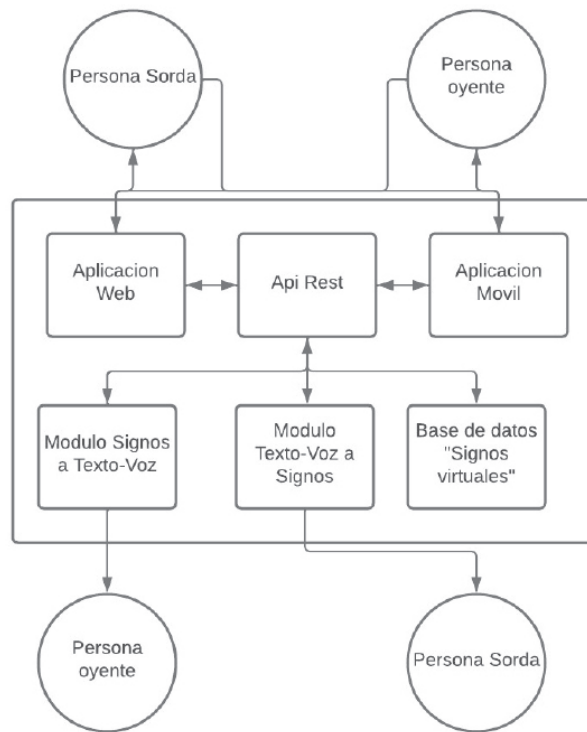 Persona Sorda
Persona
oyente
Aplicacion
Web
Api Rest
Aplicacion
Movil
Modulo Signos
a Texto-Voz
Modulo
Texto-Voz a
Signos
Base de datos
"Signos
virtuales"
Persona
oyente
Persona Sorda